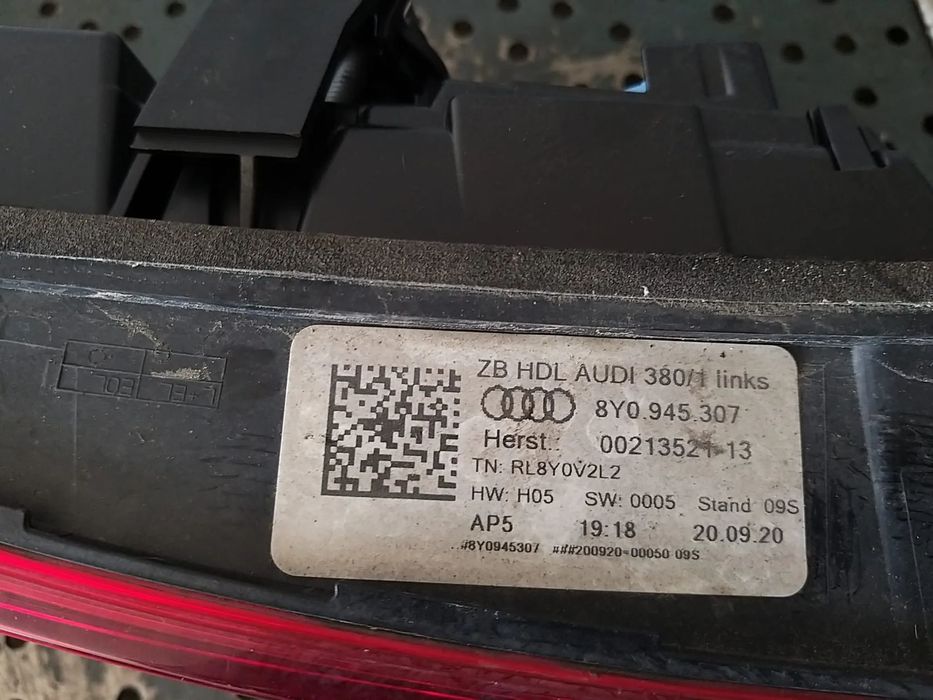 ZB HDL AUDI 380/1 links
8Y0.945.307
Herst.: 00213521-13
TN: RL8Y0V2L2
HW: H05 SW: 0005 Stand 09S
AP5 19:18 20.09.20
#8Y0945307 ###200920-00050 09S